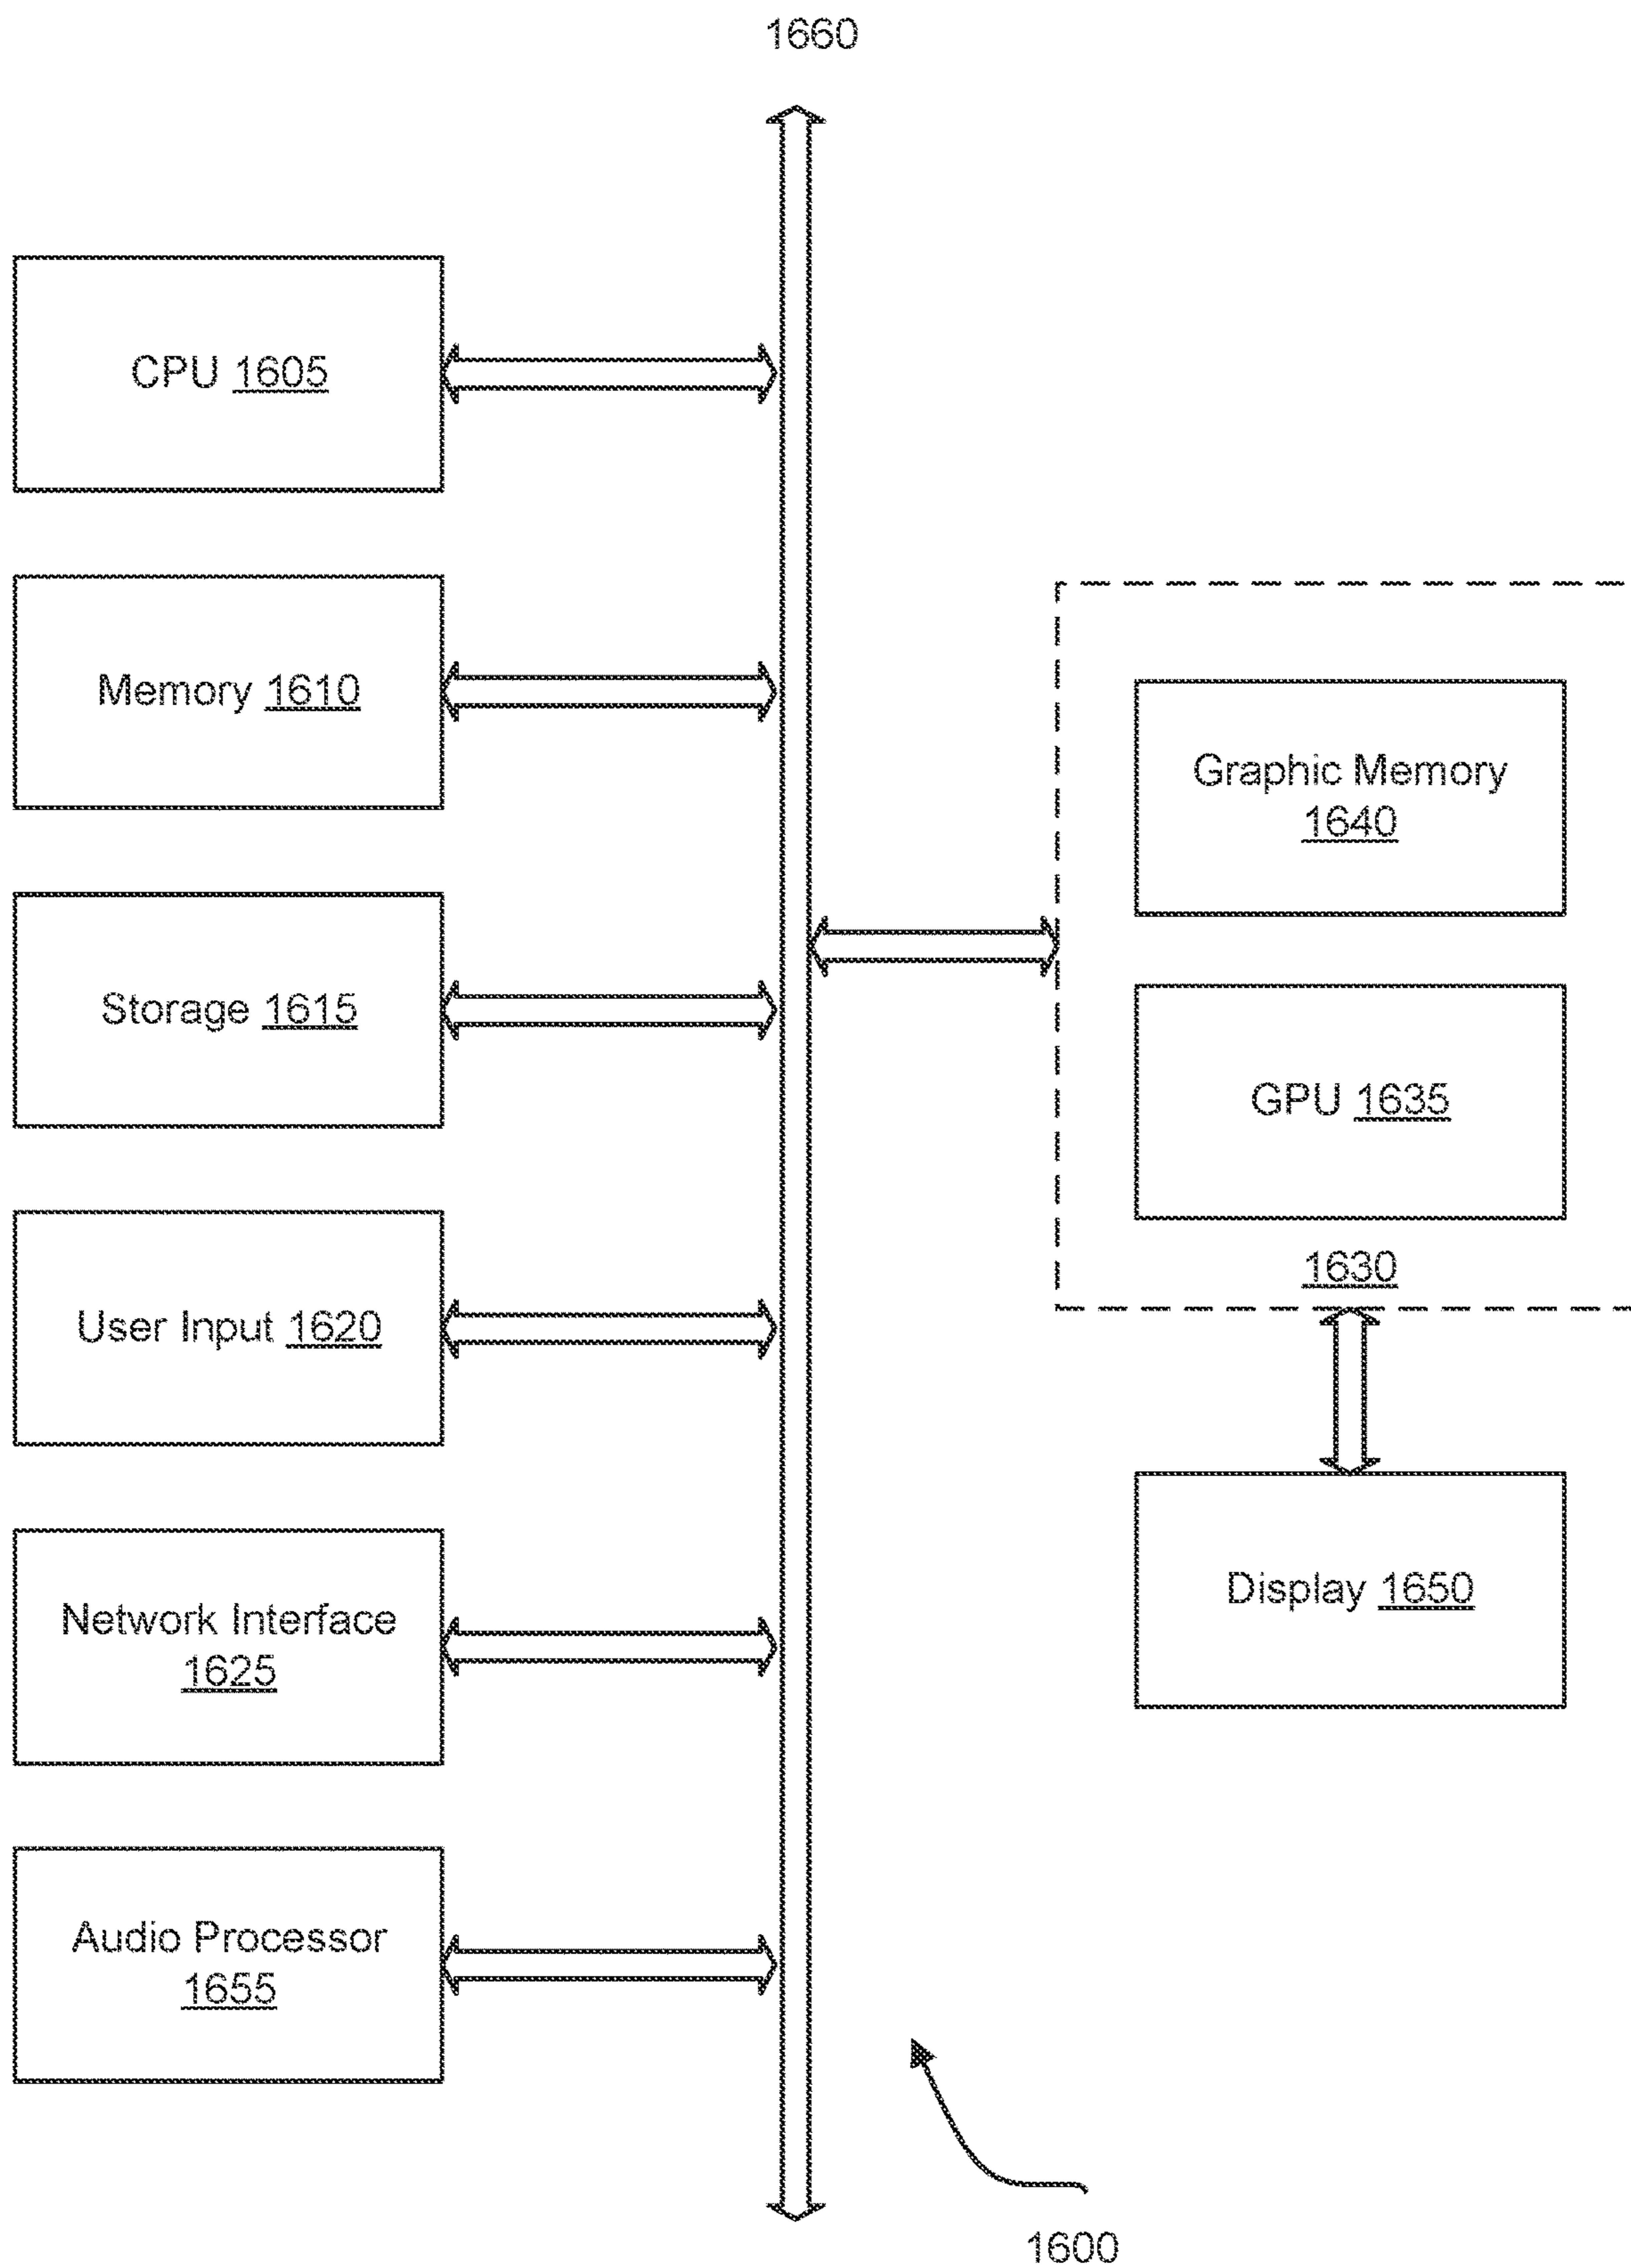 1660
CPU 1605
Memory 1610
Storage 1615
User Input 1620
Network Interface
1625
Audio Processor
1655
Graphic Memory
1640
GPU 1635
1630
Display 1650
1600